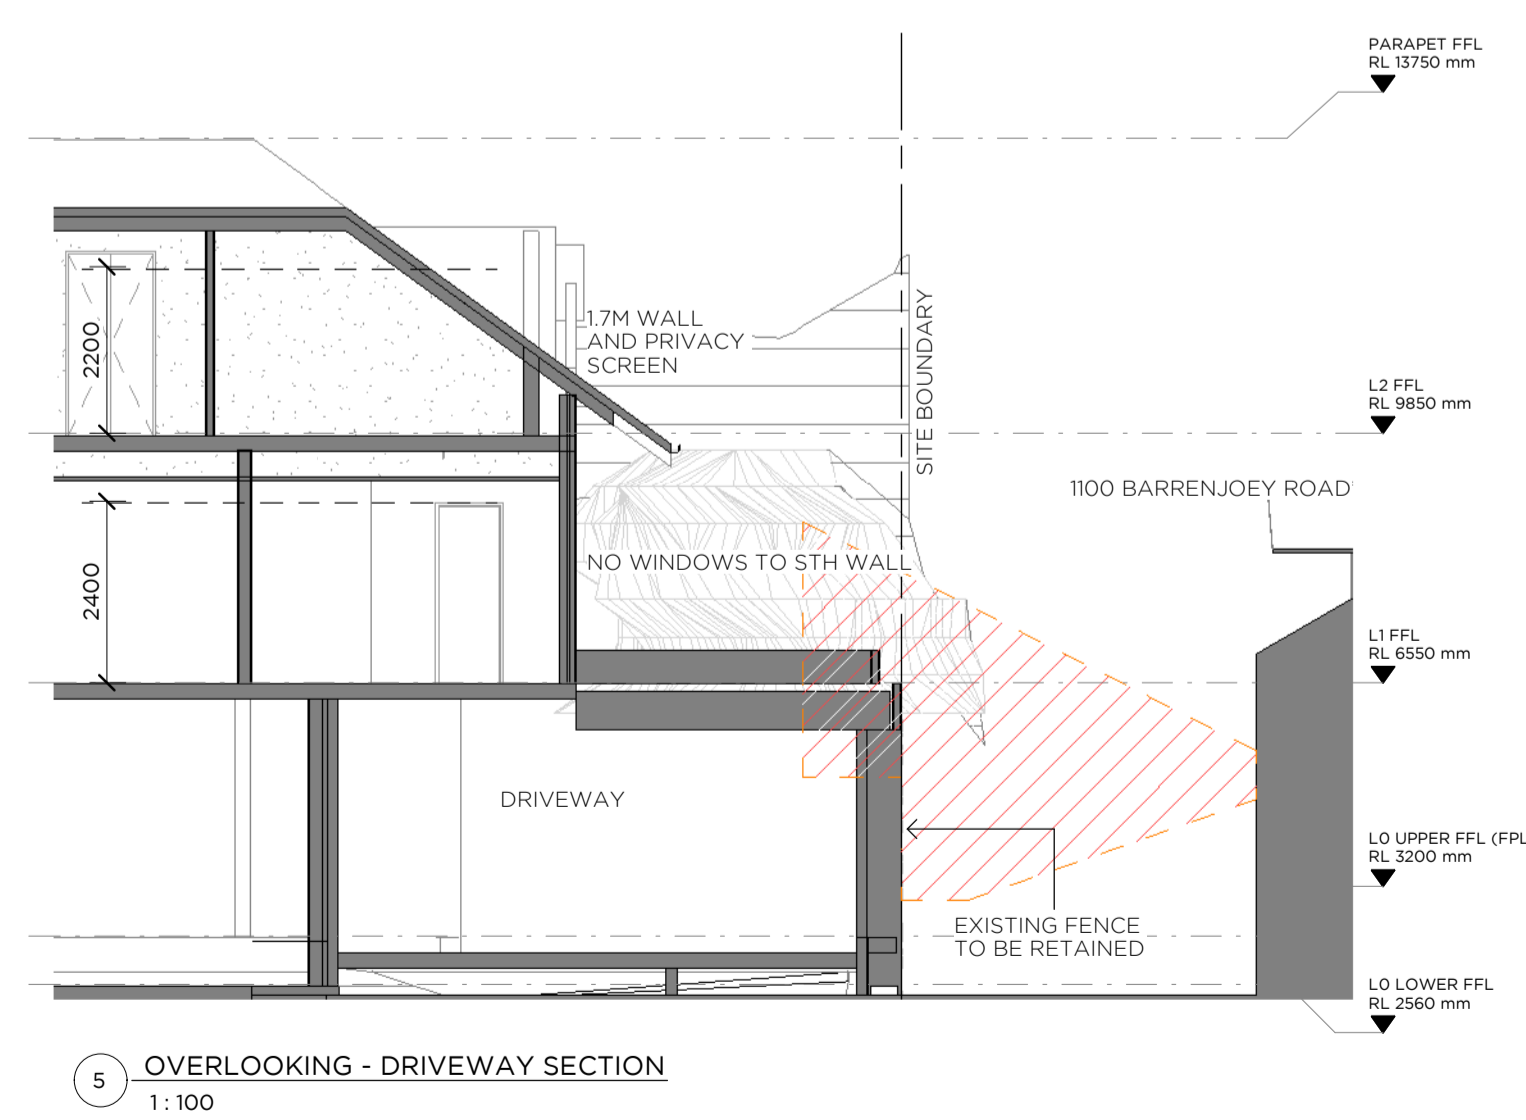 PARAPET FFL
RL 13750 mm
2200
1.7M WALL
AND PRIVACY
SCREEN
SITE BOUNDARY
L2 FFL
RL 9850 mm
1100 BARRENJOEY ROAD
NO WINDOWS TO STH WALL
2400
L1 FFL
RL 6550 mm
DRIVEWAY
L0 UPPER FFL (FPL
RL 3200 mm
EXISTING FENCE
TO BE RETAINED
L0 LOWER FFL
RL 2560 mm
5
OVERLOOKING - DRIVEWAY SECTION
1 : 100